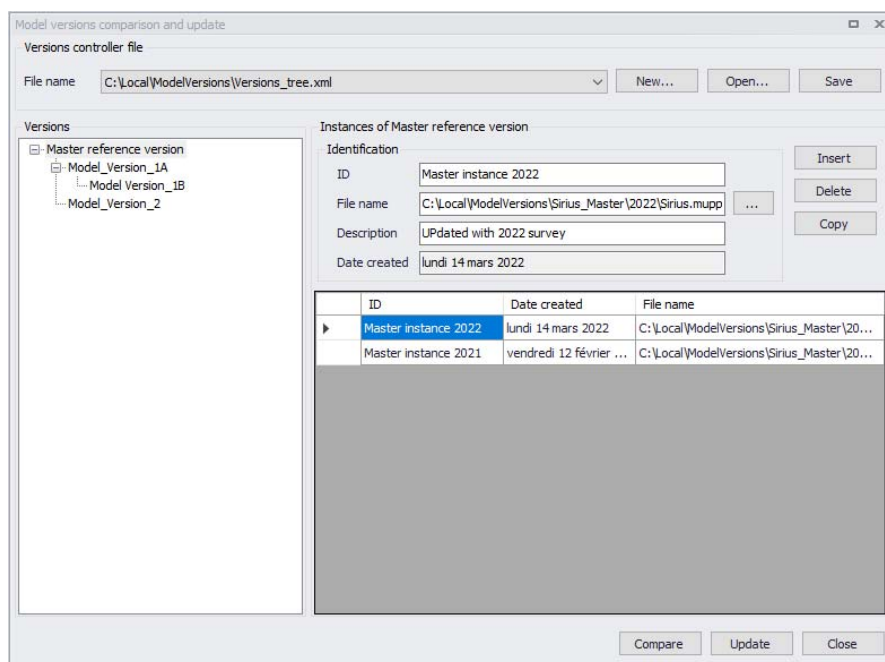 Model versions comparison and update
Versions controller file
File name C:\Local\ModelVersions\Versions_tree.xml New... Open... Save
Versions
Master reference version
Model_Version_1A
Model Version_1B
Model_Version_2
Instances of Master reference version
Identification
ID Master instance 2022
File name C:\Local\ModelVersions\Sirius_Master\2022\Sirius.mupp ...
Description UPdated with 2022 survey
Date created lundi 14 mars 2022
Insert
Delete
Copy
ID Date created File name
Master instance 2022 lundi 14 mars 2022 C:\Local\ModelVersions\Sirius_Master\20...
Master instance 2021 vendredi 12 février ... C:\Local\ModelVersions\Sirius_Master\20...
Compare Update Close